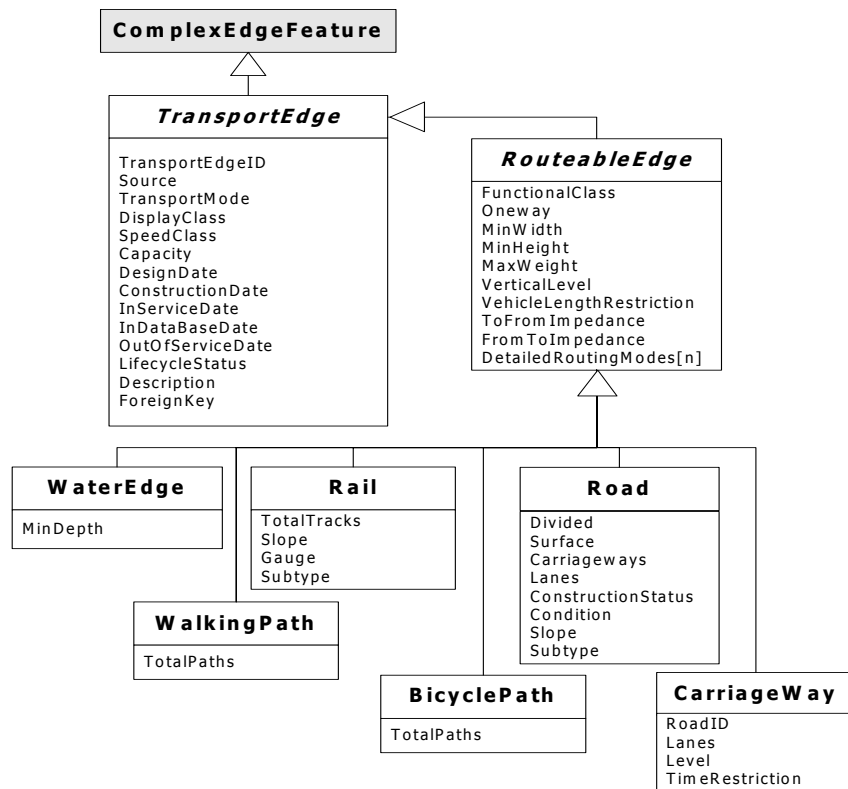 ComplexEdgeFeature
TransportEdge
TransportEdgeID
Source
TransportMode
DisplayClass
SpeedClass
Capacity
DesignDate
ConstructionDate
InServiceDate
InDataBaseDate
OutOfServiceDate
LifecycleStatus
Description
ForeignKey
RouteableEdge
FunctionalClass
Oneway
MinWidth
MinHeight
MaxWeight
VerticalLevel
VehicleLengthRestriction
ToFromImpedance
FromToImpedance
DetailedRoutingModes[n]
WaterEdge
MinDepth
Rail
TotalTracks
Slope
Gauge
Subtype
Road
Divided
Surface
Carriageways
Lanes
ConstructionStatus
Condition
Slope
Subtype
WalkingPath
TotalPaths
BicyclePath
TotalPaths
CarriageWay
RoadID
Lanes
Level
TimeRestriction